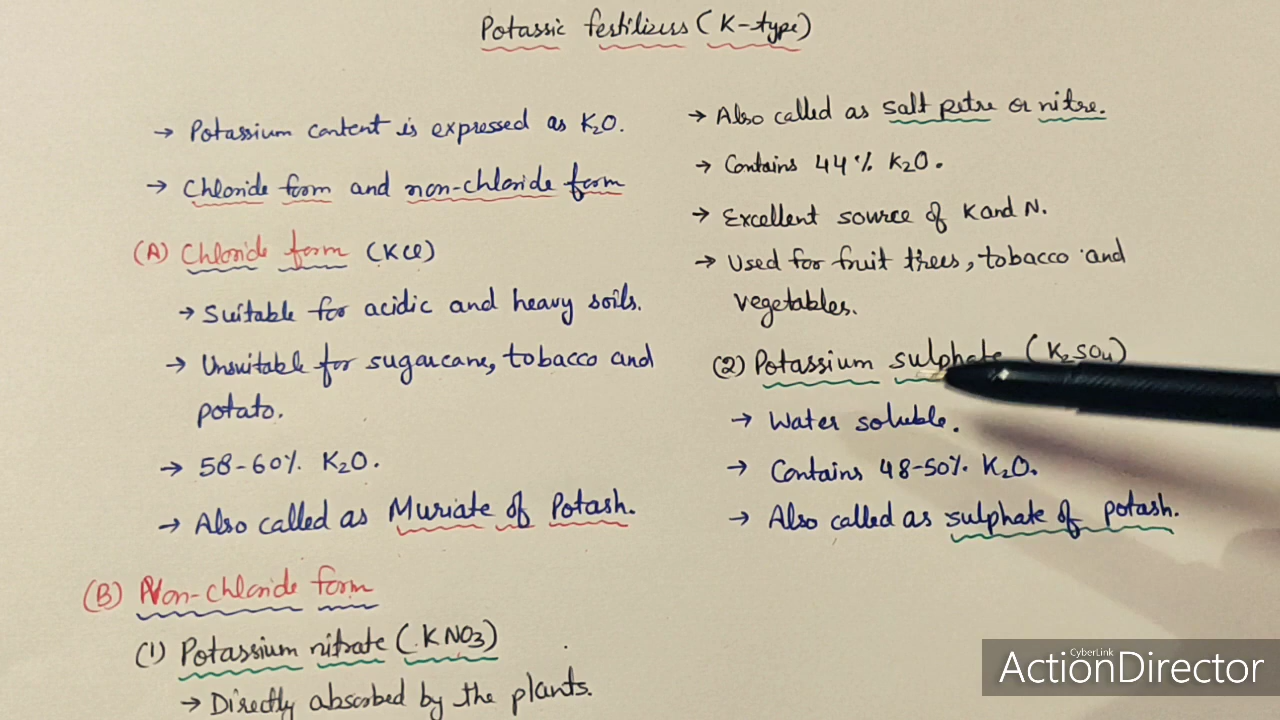 Potassic fertilizers (K-type)
→ Potassium content is expressed as K2O.
→ Chloride form and non-chloride form
(A) Chloride form (KCl)
→ Suitable for acidic and heavy soils.
→ Unsuitable for sugarcane, tobacco and
potato.
→ 58-60% K2O.
→ Also called as Muriate of Potash.
(B) Non-chloride form
(1) Potassium nitrate (KNO3)
→ Directly absorbed by the plants.
→ Also called as salt petre or nitre.
→ Contains 44% K2O.
→ Excellent source of K and N.
→ Used for fruit trees, tobacco and
vegetables.
(2) Potassium sulphate (K2SO4)
→ Water soluble.
→ Contains 48-50% K2O.
→ Also called as sulphate of potash.
CyberLink
ActionDirector